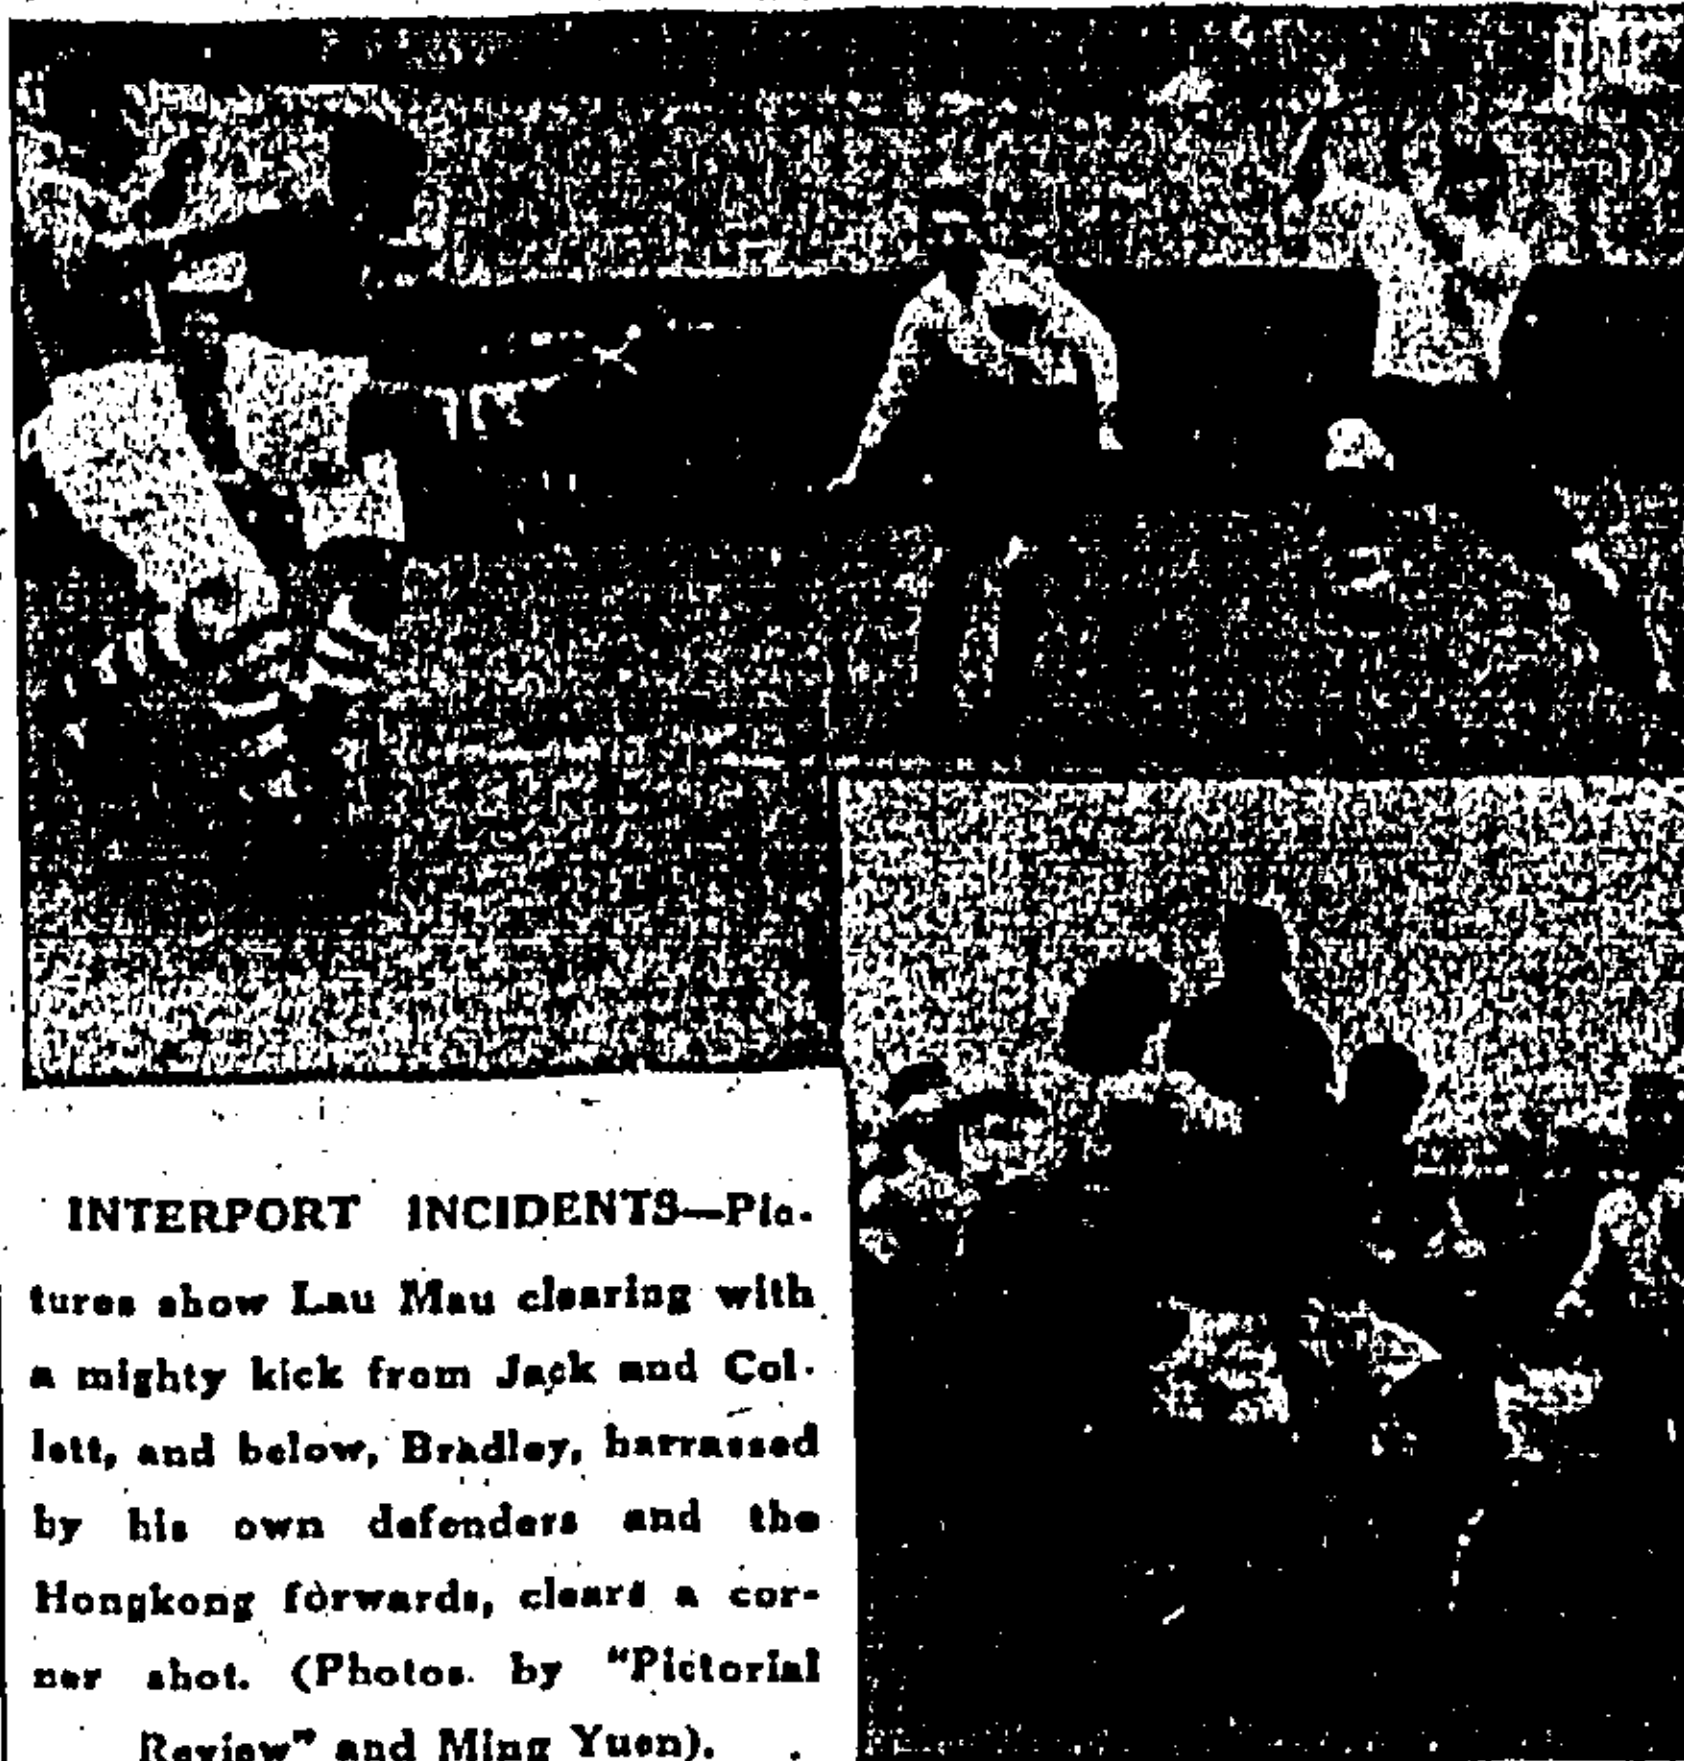 INTERPORT INCIDENTS—Pic-
tures show Lau Mau clearing with
a mighty kick from Jack and Col-
lett, and below, Bradley, harrassed
by his own defenders and the
Hongkong forwards, clears a cor-
ner shot. (Photos by "Pictorial
Review" and Ming Yuen).